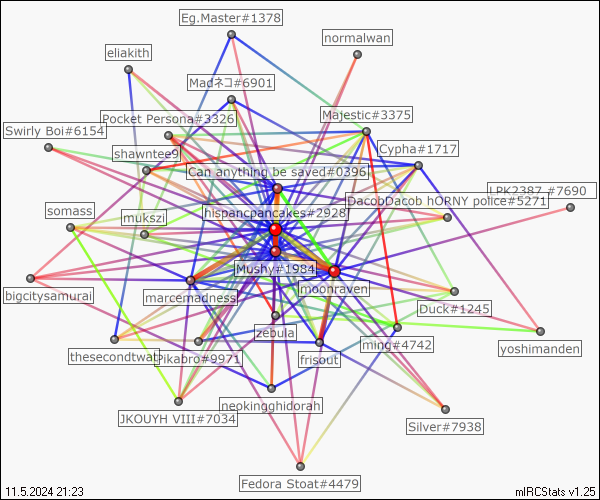 Eg.Master#1378
normalwan
eliakith
Madネコ#6901
Pocket Persona#3326
Majestic#3375
Swirly Boi#6154
shawntee9
Cypha#1717
Can anything be saved#0396
LPK2387 #7690
DacobDacob hORNY police#5271
somass
mukszi
hispancpancakes#2928
Mushy#1984
bigcitysamurai
marcemadness
moonraven
Duck#1245
zebula
thesecondtwat
Pikabro#9971
frisout
ming#4742
yoshimanden
JKOUYH VIII#7034
neokingghidorah
Silver#7938
Fedora Stoat#4479
11.5.2024 21:23
mIRCStats v1.25